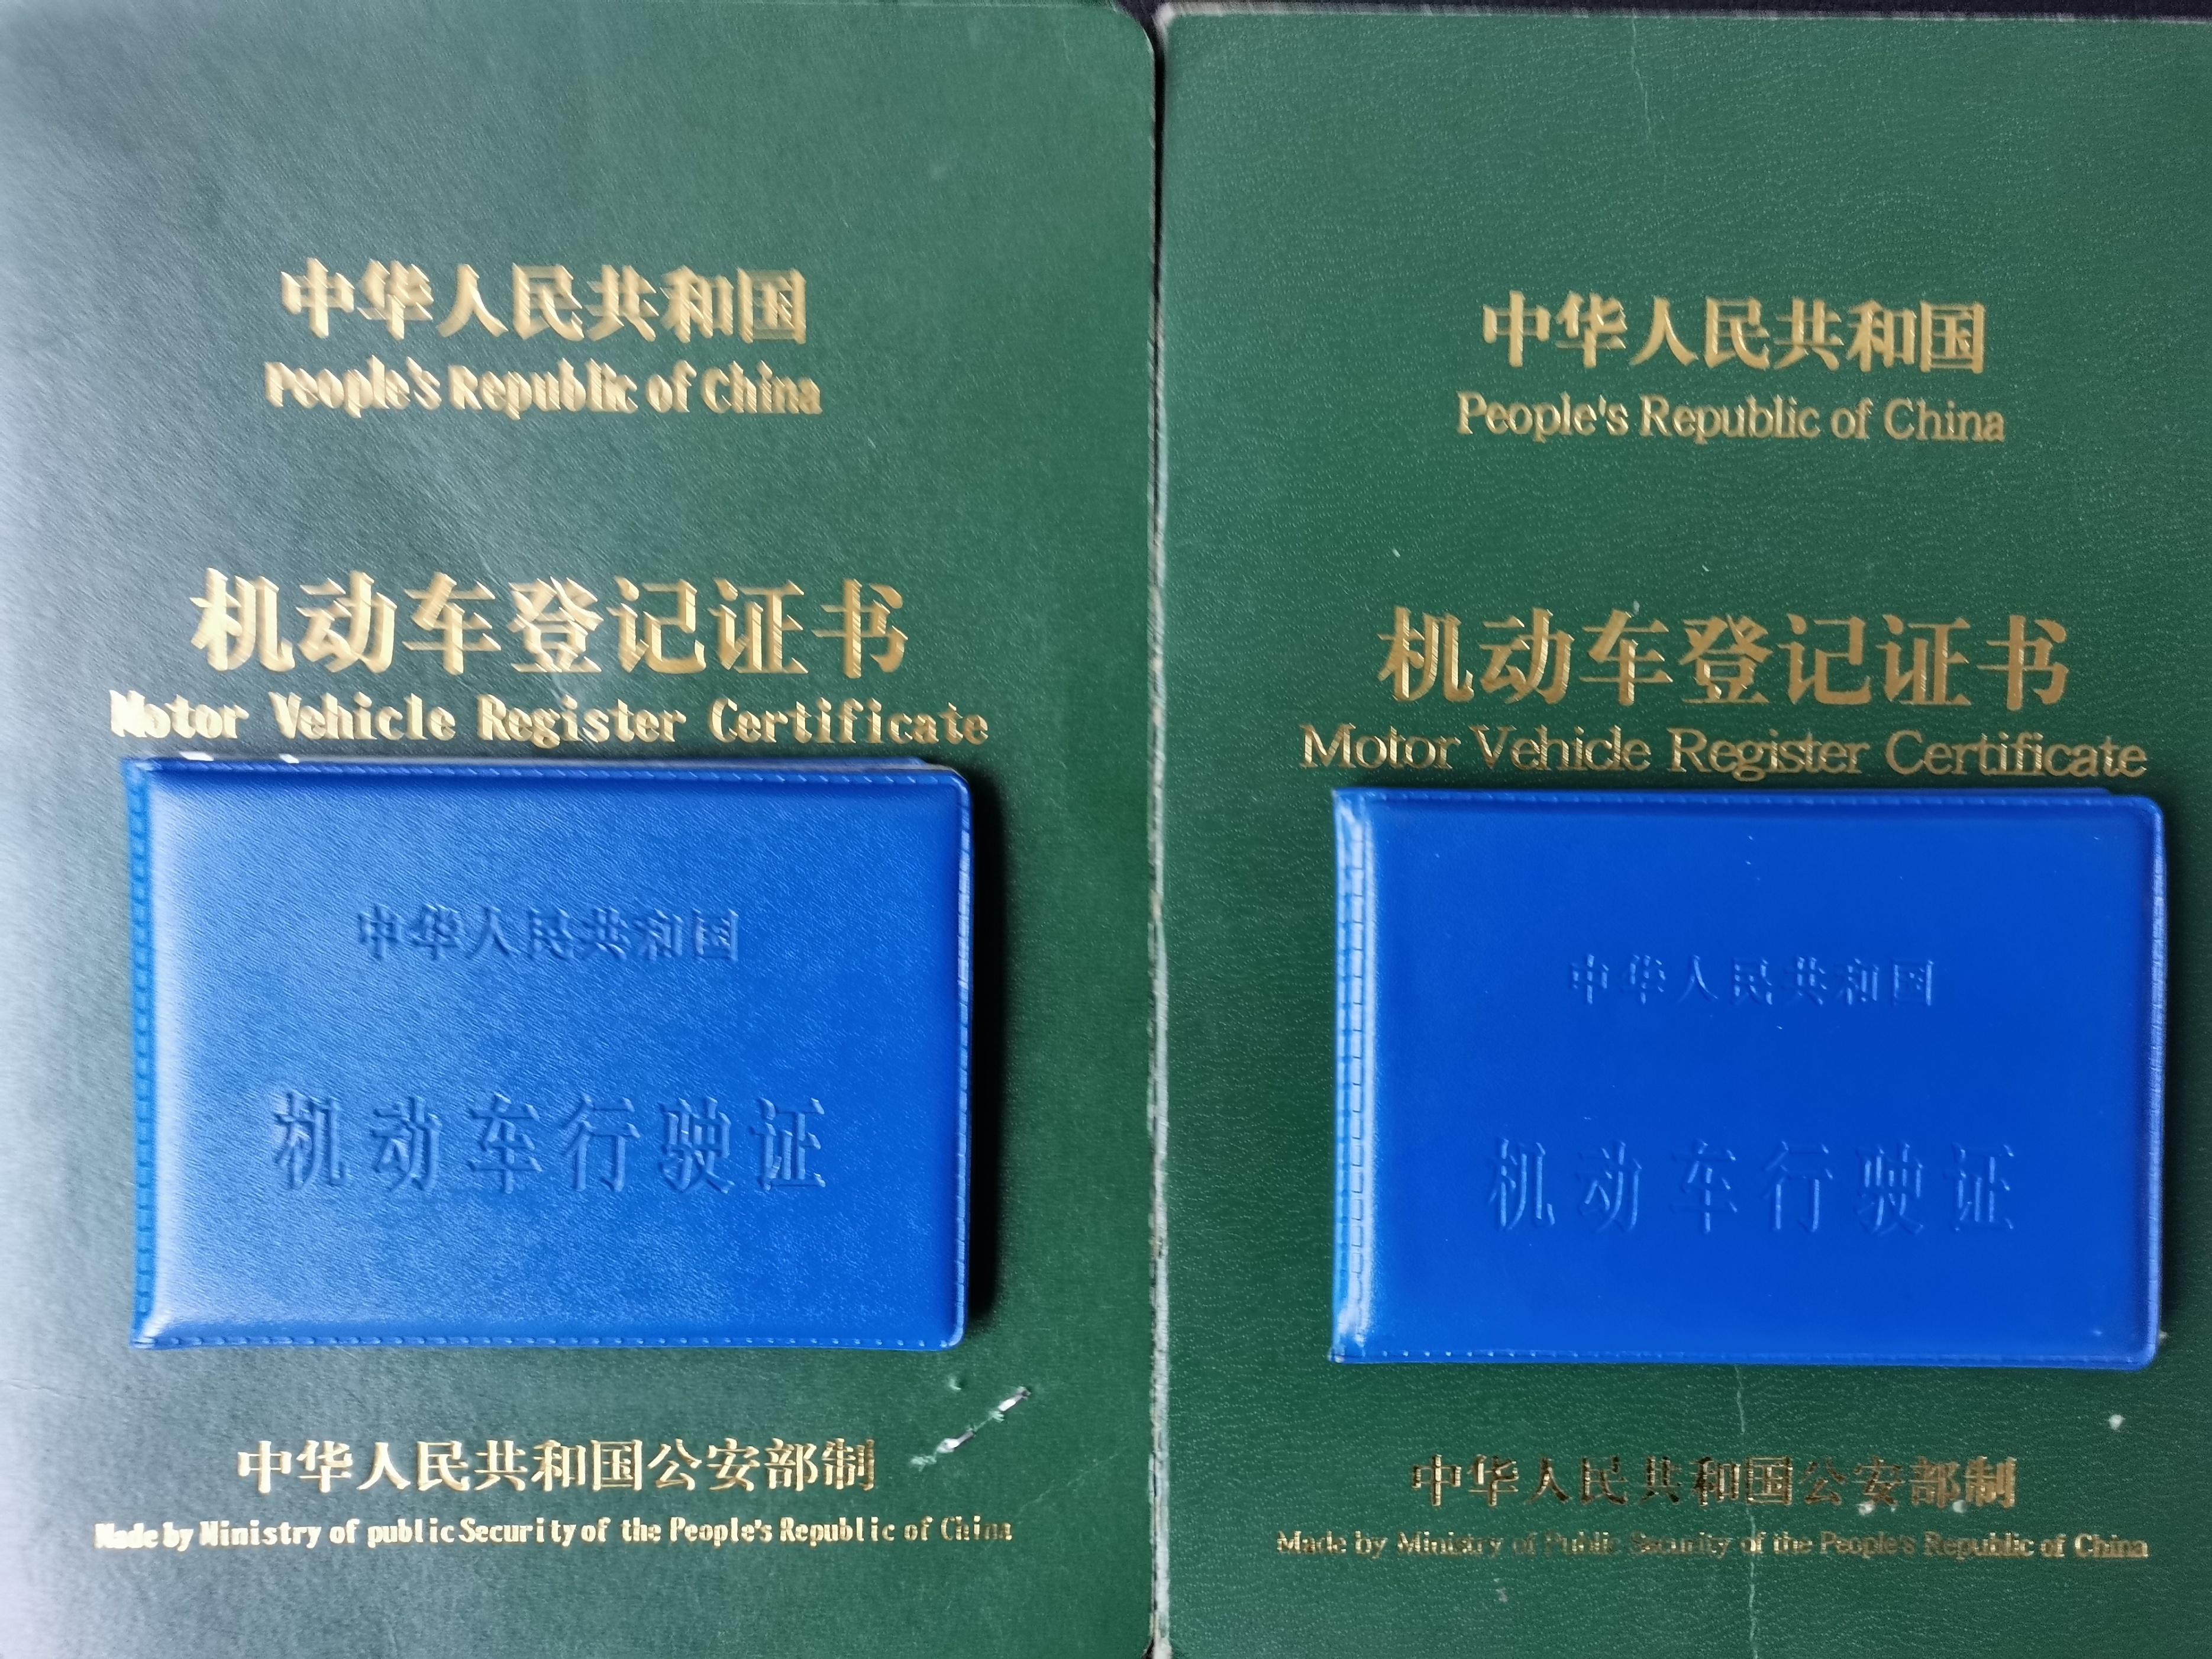 中华人民共和国
People's Republic of China
机动车登记证书
Motor Vehicle Register Certificate
中华人民共和国
机动车行驶证
中华人民共和国公安部制
Made by Ministry of public Security of the People's Republic of China
中华人民共和国
People's Republic of China
机动车登记证书
Motor Vehicle Register Certificate
中华人民共和国
机动车行驶证
中华人民共和国公安部制
Made by Ministry of Public Security of the People's Republic of China